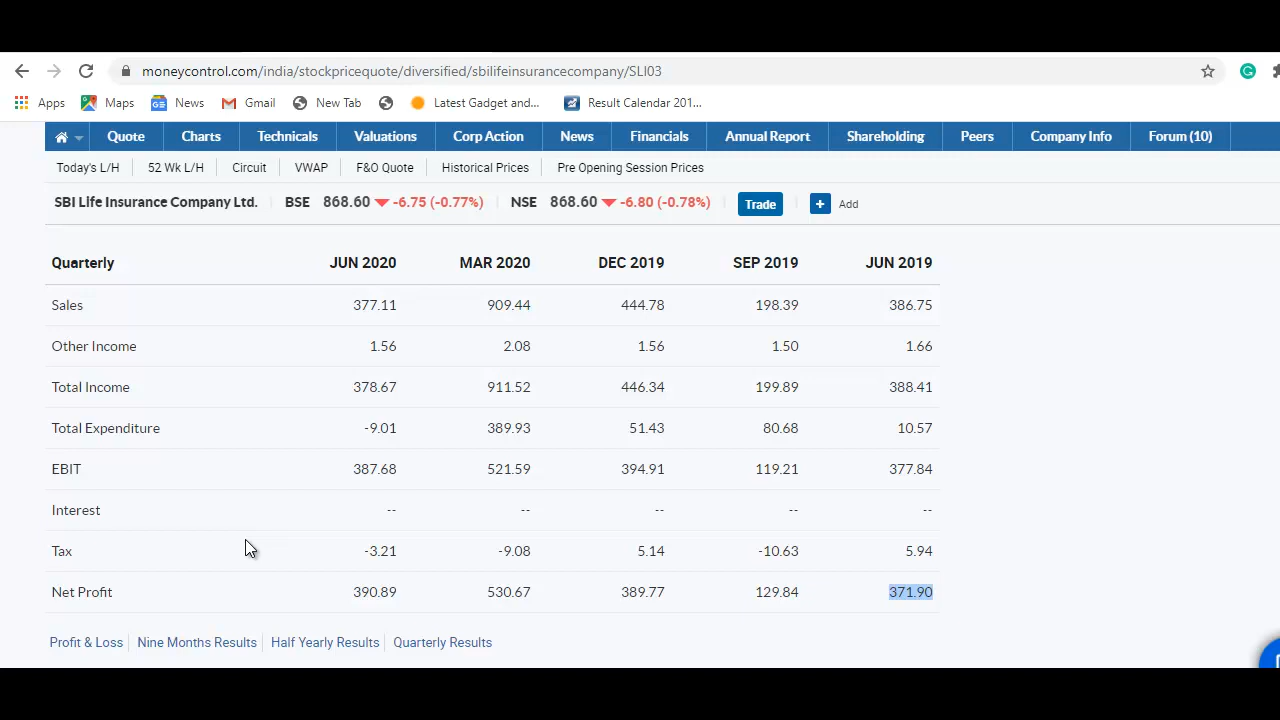 moneycontrol.com/india/stockpricequote/diversified/sbilifeinsurancecompany/SLI03
Apps Maps News Gmail New Tab Latest Gadget and... Result Calendar 201...
Quote Charts Technicals Valuations Corp Action News Financials Annual Report Shareholding Peers Company Info Forum (10)
Today's L/H 52 Wk L/H Circuit VWAP F&O Quote Historical Prices Pre Opening Session Prices
SBI LIfe Insurance Company Ltd. BSE 868.60 -6.75 (-0.77%) NSE 868.60 -6.80 (-0.78%) Trade + Add
Quarterly JUN 2020 MAR 2020 DEC 2019 SEP 2019 JUN 2019
Sales 377.11 909.44 444.78 198.39 386.75
Other Income 1.56 2.08 1.56 1.50 1.66
Total Income 378.67 911.52 446.34 199.89 388.41
Total Expenditure -9.01 389.93 51.43 80.68 10.57
EBIT 387.68 521.59 394.91 119.21 377.84
Interest -- -- -- -- --
Tax -3.21 -9.08 5.14 -10.63 5.94
Net Profit 390.89 530.67 389.77 129.84 371.90
Profit & Loss Nine Months Results Half Yearly Results Quarterly Results